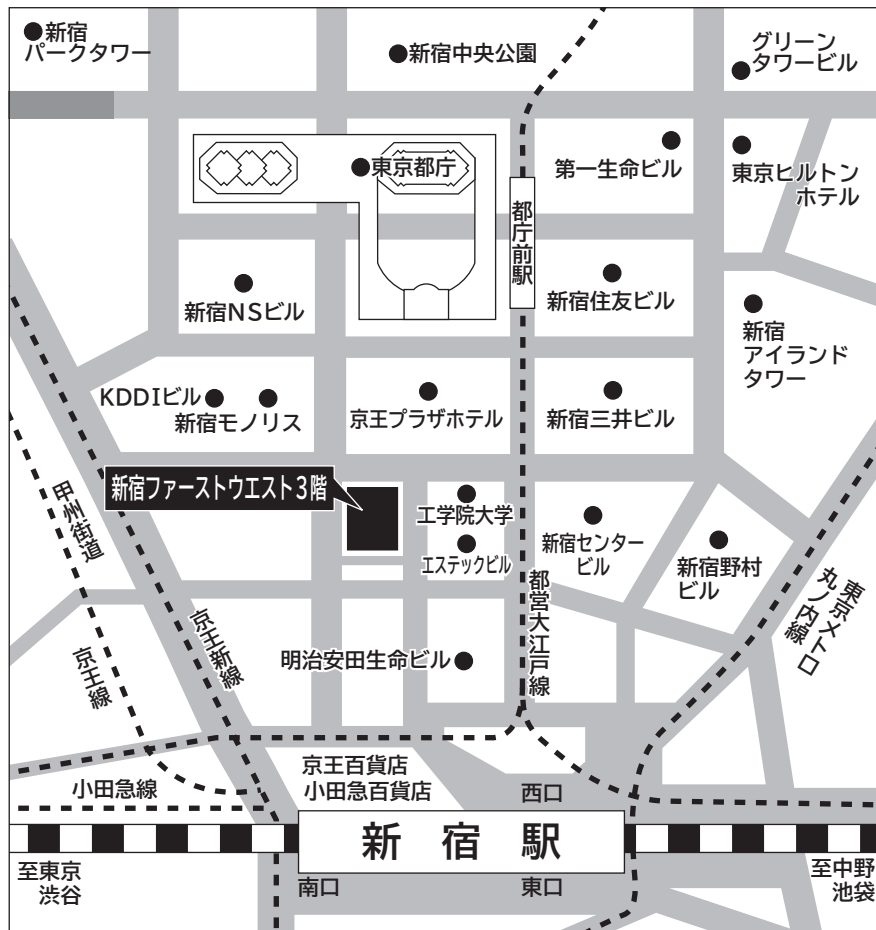 新宿
パークタワー
新宿中央公園
グリーン
タワービル
東京都庁
第一生命ビル
東京ヒルトン
ホテル
都庁前駅
新宿NSビル
新宿住友ビル
新宿
アイランド
タワー
KDDIビル
新宿モノリス
京王プラザホテル
新宿三井ビル
新宿ファーストウエスト3階
工学院大学
エステックビル
新宿センター
ビル
新宿野村
ビル
甲州街道
京王線
京王新線
都営大江戸線
東京メトロ
丸ノ内線
明治安田生命ビル
京王百貨店
小田急百貨店
小田急線
西口
新宿駅
至東京
渋谷
南口
東口
至中野
池袋